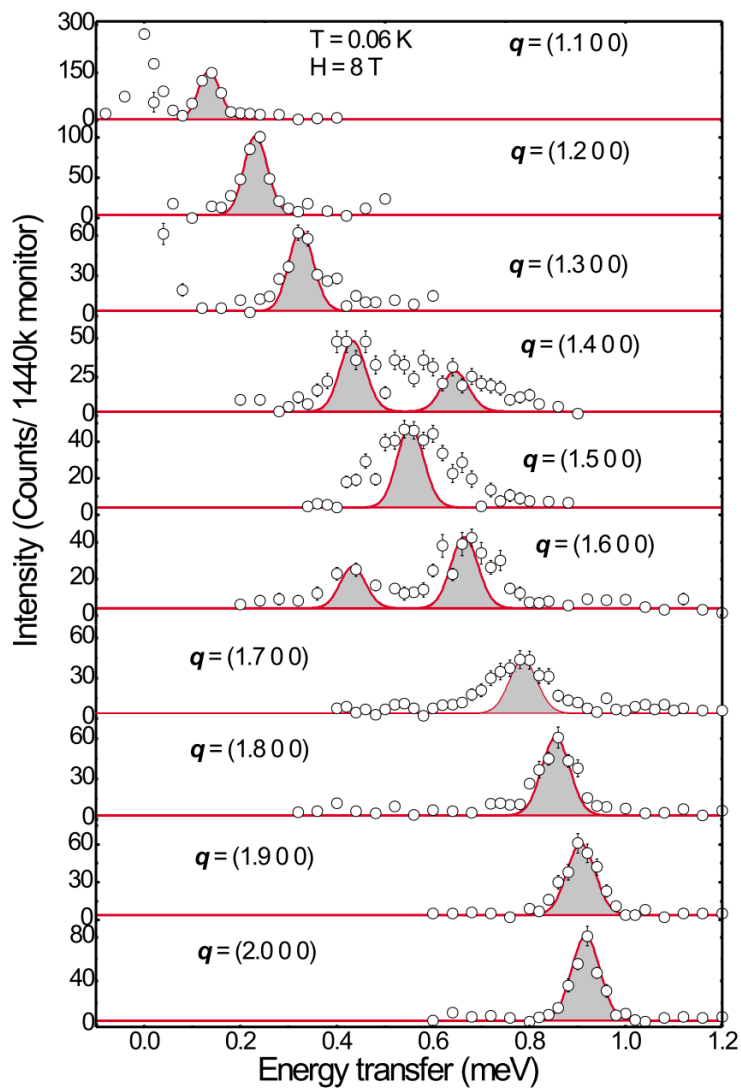 T = 0.06 K
H = 8 T
q = (1.1 0 0)
300
150
0
q = (1.2 0 0)
100
50
0
q = (1.3 0 0)
60
30
0
q = (1.4 0 0)
50
25
0
q = (1.5 0 0)
40
20
0
q = (1.6 0 0)
40
20
0
q = (1.7 0 0)
60
30
0
q = (1.8 0 0)
60
30
0
q = (1.9 0 0)
60
30
0
q = (2.0 0 0)
80
40
0
Intensity (Counts/ 1440k monitor)
0.0 0.2 0.4 0.6 0.8 1.0 1.2
Energy transfer (meV)